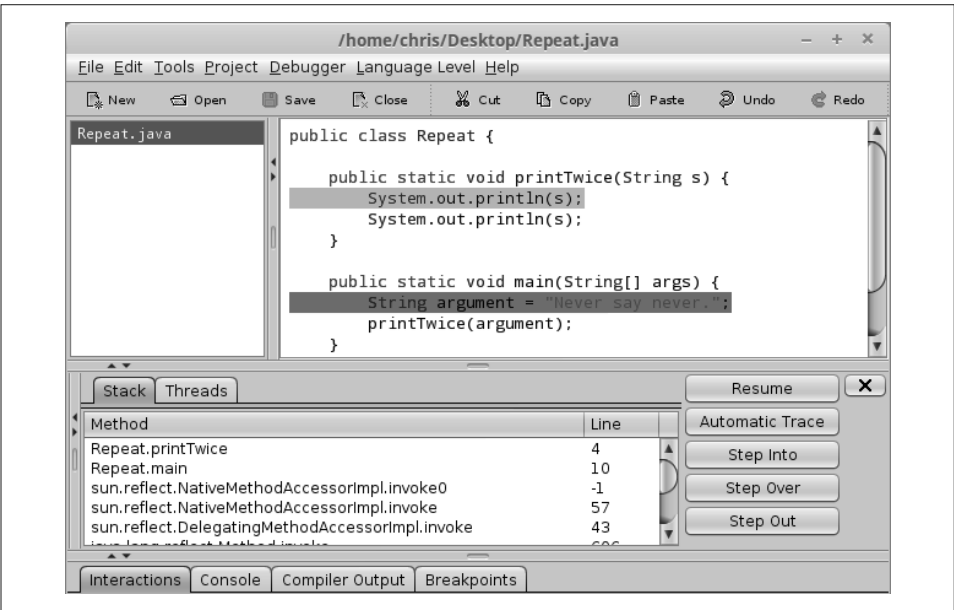 /home/chris/Desktop/Repeat.java
File Edit Tools Project Debugger Language Level Help
New Open Save Close Cut Copy Paste Undo Redo
Repeat.java
public class Repeat {
public static void printTwice(String s) {
System.out.println(s);
System.out.println(s);
}
public static void main(String[] args) {
String argument = "Never say never.";
printTwice(argument);
}
Stack Threads
Method Line
Repeat.printTwice 4
Repeat.main 10
sun.reflect.NativeMethodAccessorImpl.invoke0 -1
sun.reflect.NativeMethodAccessorImpl.invoke 57
sun.reflect.DelegatingMethodAccessorImpl.invoke 43
Resume
Automatic Trace
Step Into
Step Over
Step Out
Interactions Console Compiler Output Breakpoints